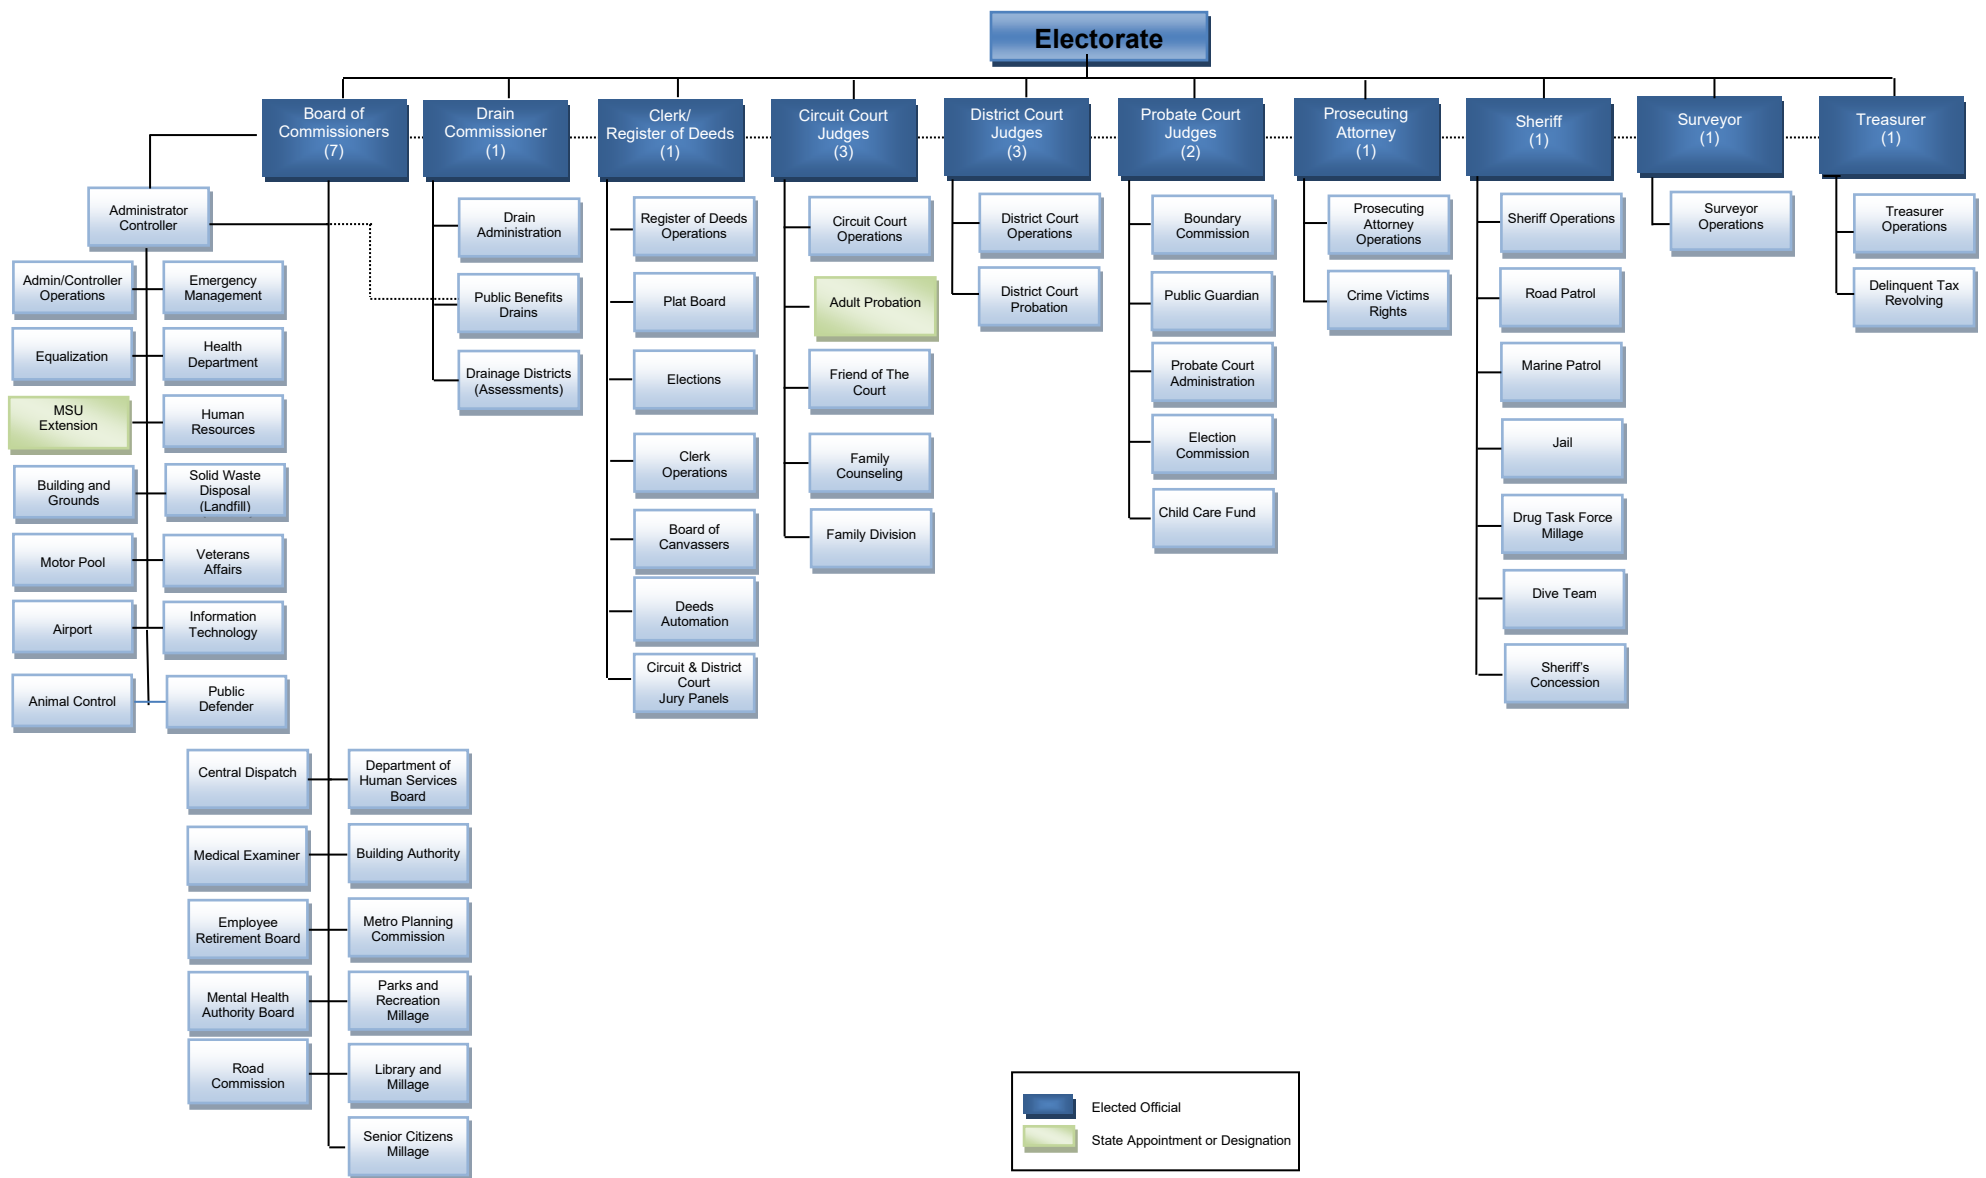 Electorate
Board of
Commissioners
(7)
Drain
Commissioner
(1)
Clerk/
Register of Deeds
(1)
Circuit Court
Judges
(3)
District Court
Judges
(3)
Probate Court
Judges
(2)
Prosecuting
Attorney
(1)
Sheriff
(1)
Surveyor
(1)
Treasurer
(1)
Administrator
Controller
Admin/Controller
Operations
Emergency
Management
Equalization
Health
Department
MSU
Extension
Human
Resources
Building and
Grounds
Solid Waste
Disposal
(Landfill)
Motor Pool
Veterans
Affairs
Airport
Information
Technology
Animal Control
Public
Defender
Central Dispatch
Department of
Human Services
Board
Medical Examiner
Building Authority
Employee
Retirement Board
Metro Planning
Commission
Mental Health
Authority Board
Parks and
Recreation
Millage
Road
Commission
Library and
Millage
Senior Citizens
Millage
Drain
Administration
Public Benefits
Drains
Drainage Districts
(Assessments)
Register of Deeds
Operations
Plat Board
Elections
Clerk
Operations
Board of
Canvassers
Deeds
Automation
Circuit & District
Court
Jury Panels
Circuit Court
Operations
Adult Probation
Friend of The
Court
Family
Counseling
Family Division
District Court
Operations
District Court
Probation
Boundary
Commission
Public Guardian
Probate Court
Administration
Election
Commission
Child Care Fund
Prosecuting
Attorney
Operations
Crime Victims
Rights
Sheriff Operations
Road Patrol
Marine Patrol
Jail
Drug Task Force
Millage
Dive Team
Sheriff's
Concession
Surveyor
Operations
Treasurer
Operations
Delinquent Tax
Revolving
Elected Official
State Appointment or Designation